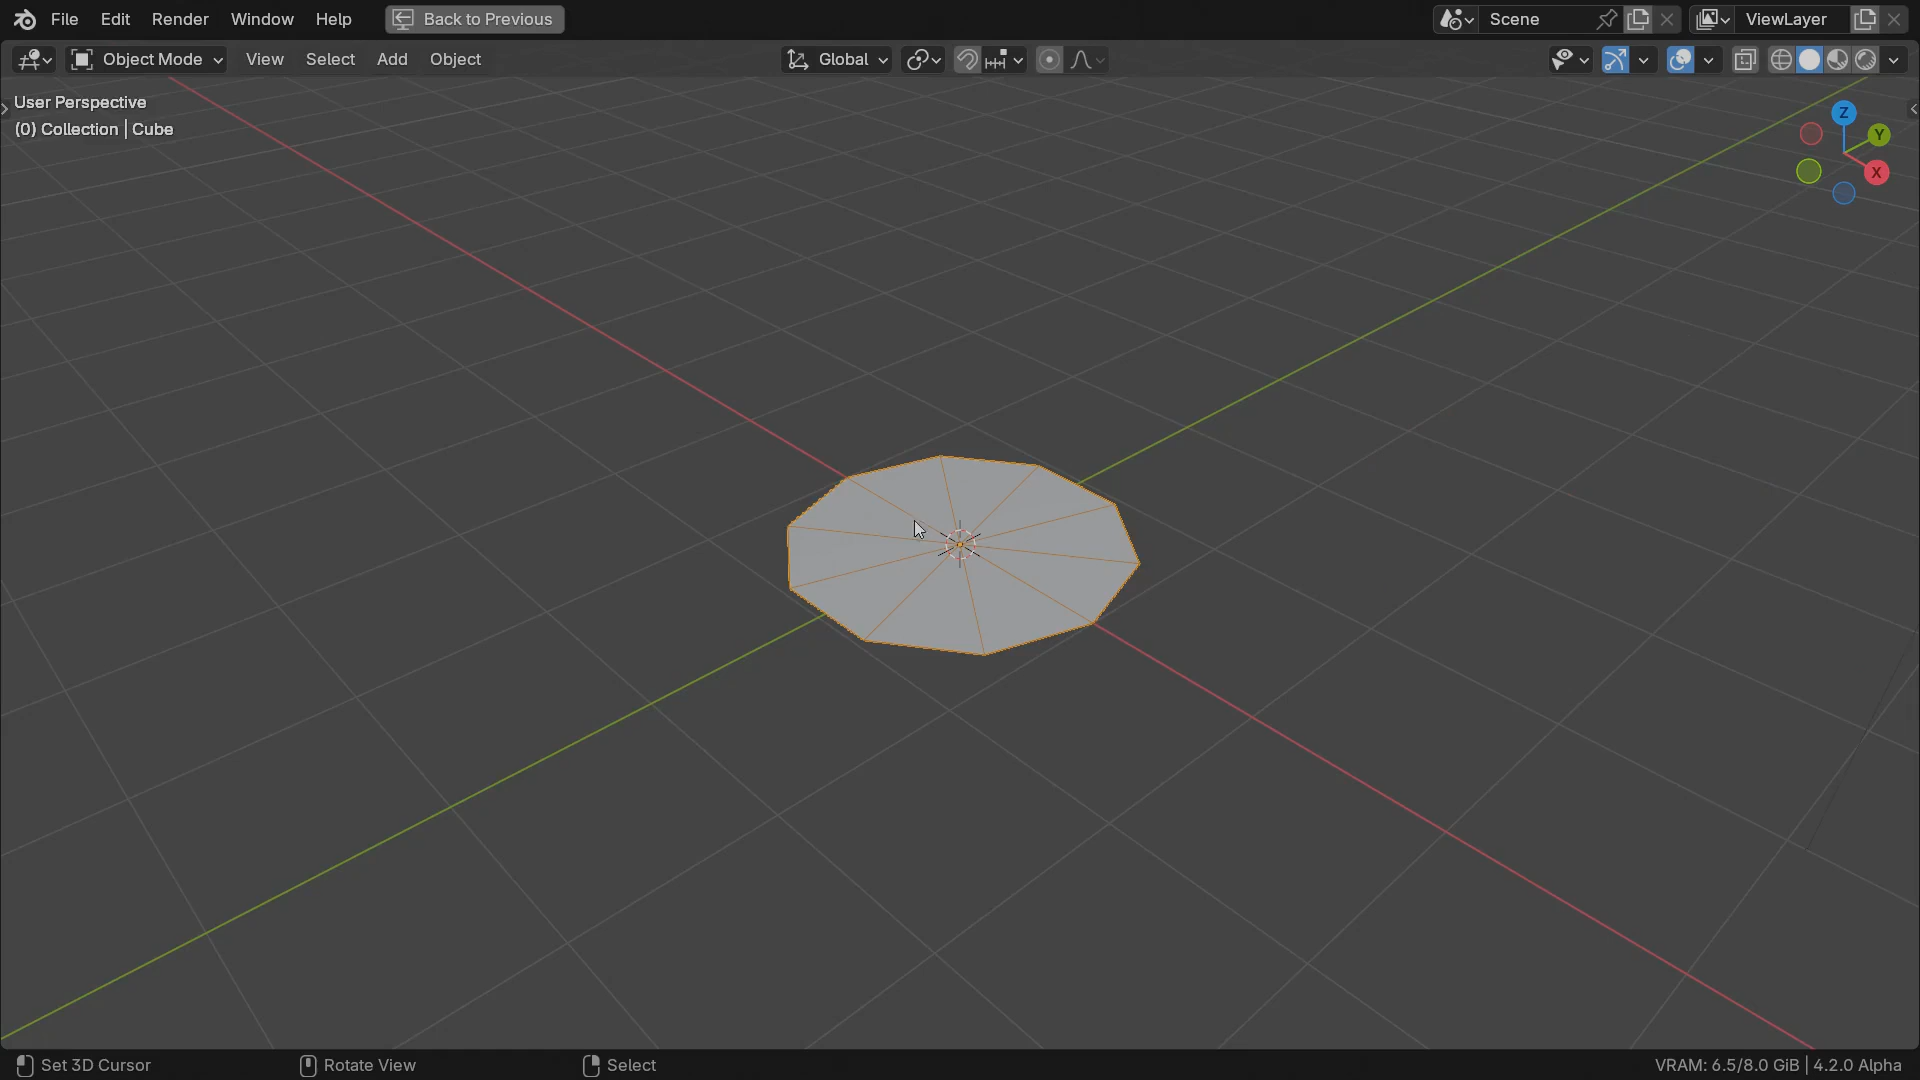 File Edit Render Window Help Back to Previous Scene ViewLayer
Object Mode View Select Add Object Global
User Perspective
(0) Collection | Cube
Z
Y
X
Set 3D Cursor Rotate View Select VRAM: 6.5/8.0 GiB | 4.2.0 Alpha